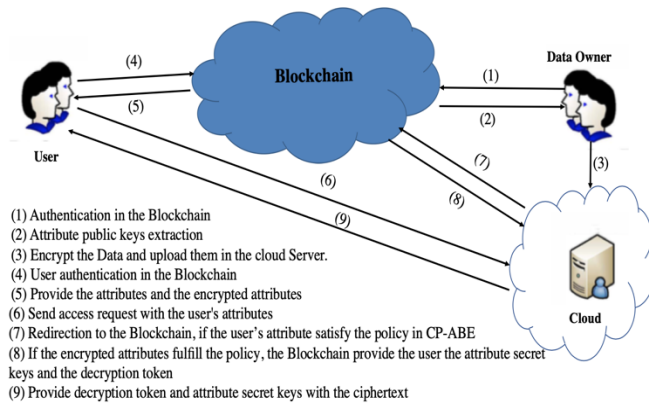 (4)
Blockchain
Data Owner
(1)
(5)
(2)
User
(7)
(3)
(6)
(8)
(9)
Cloud
(1) Authentication in the Blockchain
(2) Attribute public keys extraction
(3) Encrypt the Data and upload them in the cloud Server.
(4) User authentication in the Blockchain
(5) Provide the attributes and the encrypted attributes
(6) Send access request with the user's attributes
(7) Redirection to the Blockchain, if the user's attribute satisfy the policy in CP-ABE
(8) If the encrypted attributes fulfill the policy, the Blockchain provide the user the attribute secret
keys and the decryption token
(9) Provide decryption token and attribute secret keys with the ciphertext